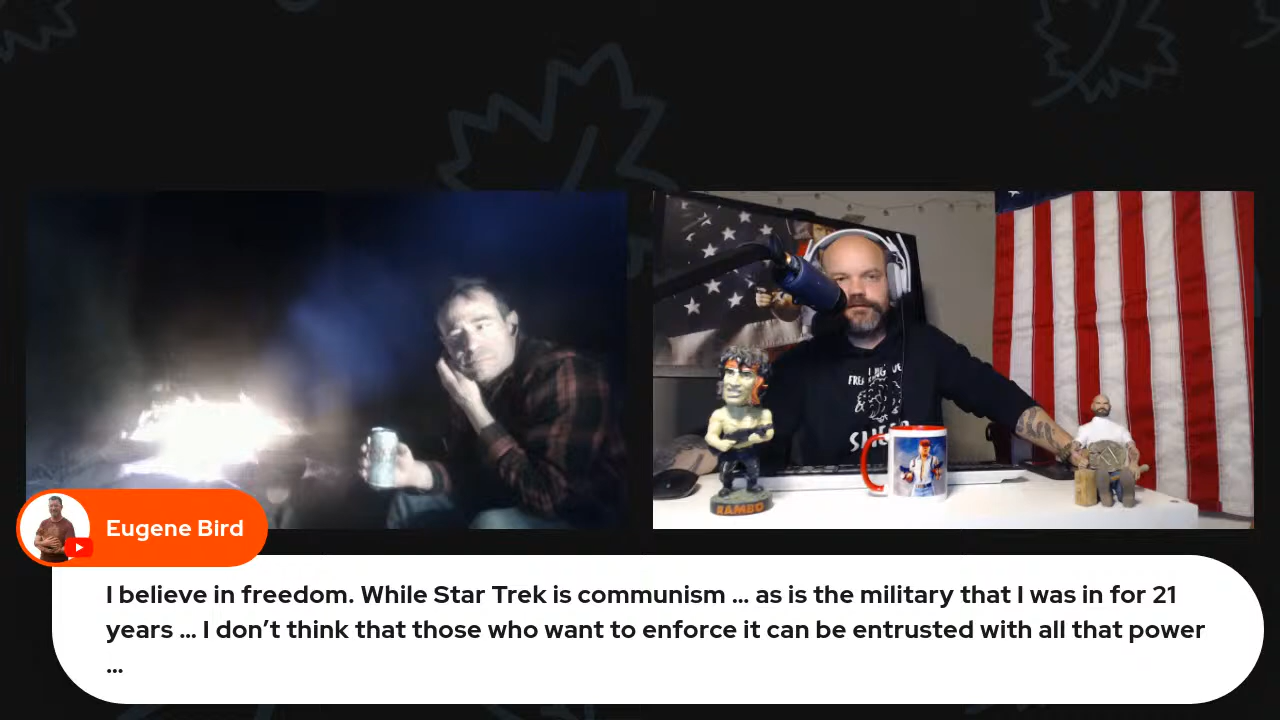 RAMBO
Eugene Bird
I believe in freedom. While Star Trek is communism ... as is the military that I was in for 21
years ... I don’t think that those who want to enforce it can be entrusted with all that power
...